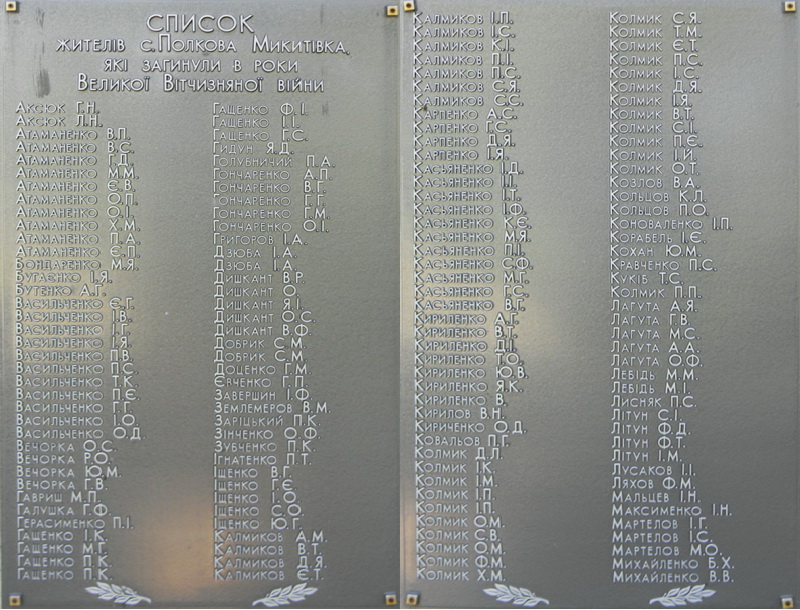 СПИСОК
ЖИТЕЛІВ С.ПОЛКОВА МИКИТІВКА,
ЯКІ ЗАГИНУЛИ В РОКИ
ВЕЛИКОЇ ВІТЧИЗНЯНОЇ ВІЙНИ
АКСЮК Г.Н.
АКСЮК Л.Н.
АТАМАНЕНКО В.П.
АТАМАНЕНКО В.С.
АТАМАНЕНКО Г.Д.
АТАМАНЕНКО М.М.
АТАМАНЕНКО Є.В.
АТАМАНЕНКО О.П.
АТАМАНЕНКО О.І.
АТАМАНЕНКО Х.М.
АТАМАНЕНКО П.А.
АТАМАНЕНКО Є.П.
БОНДАРЕНКО М.Я.
БУГАЄНКО І.Я.
БУТЕНКО А.Г.
ВАСИЛЬЧЕНКО Є.Г.
ВАСИЛЬЧЕНКО І.В.
ВАСИЛЬЧЕНКО І.Г.
ВАСИЛЬЧЕНКО І.Я.
ВАСИЛЬЧЕНКО П.В.
ВАСИЛЬЧЕНКО П.С.
ВАСИЛЬЧЕНКО Т.К.
ВАСИЛЬЧЕНКО П.Є.
ВАСИЛЬЧЕНКО Г.Г.
ВАСИЛЬЧЕНКО І.О.
ВАСИЛЬЧЕНКО О.Д.
ВЕЧОРКА О.С.
ВЕЧОРКА Р.О.
ВЕЧОРКА Ю.М.
ВЕЧОРКА Г.В.
ГАВРИШ М.П.
ГАЛУШКА Г.Ф.
ГЕРАСИМЕНКО П.І.
ГАЩЕНКО І.К.
ГАЩЕНКО М.Г.
ГАЩЕНКО П.К.
ГАЩЕНКО П.К.
ГАЩЕНКО Ф.І.
ГАЩЕНКО І.І.
ГАЩЕНКО Г.С.
ГИДУН Я.Д.
ГОЛУБНИЧИЙ П.А.
ГОНЧАРЕНКО А.П.
ГОНЧАРЕНКО В.Г.
ГОНЧАРЕНКО Г.Г.
ГОНЧАРЕНКО Г.М.
ГОНЧАРЕНКО О.І.
ГРИГОРОВ І.А.
ДЗЮБА І.А.
ДЗЮБА І.А.
ДИШКАНТ В.Р.
ДИШКАНТ О.
ДИШКАНТ Я.І.
ДИШКАНТ О.С.
ДИШКАНТ В.Ф.
ДОБРИК С.М.
ДОБРИК С.М.
ДОЦЕНКО Г.М.
ЄВЧЕНКО Г.П.
ЗАВЕРШИН І.Ф.
ЗЕМЛЕМЕРОВ В.М.
ЗАРІЦЬКИЙ П.К.
ЗІНЧЕНКО О.Ф.
ЗУБЧЕНКО П.К.
ІГНАТЕНКО П.Т.
ІЩЕНКО В.Г.
ІЩЕНКО Г.Є.
ІЩЕНКО І.О.
ІЩЕНКО С.О.
ІЩЕНКО Ю.Г.
КАЛМИКОВ А.М.
КАЛМИКОВ В.Т.
КАЛМИКОВ Д.Я.
КАЛМИКОВ Є.Т.
КАЛМИКОВ І.П.
КАЛМИКОВ І.С.
КАЛМИКОВ К.І.
КАЛМИКОВ П.І.
КАЛМИКОВ П.С.
КАЛМИКОВ С.Я.
КАЛМИКОВ С.С.
КАРПЕНКО А.С.
КАРПЕНКО Г.С.
КАРПЕНКО Д.Я.
КАРПЕНКО І.Я.
КАСЬЯНЕНКО І.Д.
КАСЬЯНЕНКО І.І.
КАСЬЯНЕНКО І.Т.
КАСЬЯНЕНКО І.Ф.
КАСЬЯНЕНКО К.Є.
КАСЬЯНЕНКО М.Я.
КАСЬЯНЕНКО П.І.
КАСЬЯНЕНКО С.Ф.
КАСЬЯНЕНКО М.Г.
КАСЬЯНЕНКО Г.С.
КАСЬЯНЕНКО В.Г.
КИРИЛЕНКО А.Г.
КИРИЛЕНКО В.Т.
КИРИЛЕНКО Д.І.
КИРИЛЕНКО Т.О.
КИРИЛЕНКО Ю.В.
КИРИЛЕНКО Я.К.
КИРИЛЕНКО В.
КИРИЛОВ В.Н.
КИРИЧЕНКО О.Д.
КОВАЛЬОВ П.Г.
КОЛМИК Д.Л.
КОЛМИК І.К.
КОЛМИК І.М.
КОЛМИК І.П.
КОЛМИК І.П.
КОЛМИК О.М.
КОЛМИК С.В.
КОЛМИК О.М.
КОЛМИК Ф.М.
КОЛМИК Х.М.
КОЛМИК С.Я.
КОЛМИК Т.М.
КОЛМИК Є.Т.
КОЛМИК П.С.
КОЛМИК І.С.
КОЛМИК Д.Я.
КОЛМИК І.Я.
КОЛМИК В.Т.
КОЛМИК С.І.
КОЛМИК П.Є.
КОЛМИК І.Й.
КОЛМИК О.Т.
КОЗЛОВ В.А.
КОЛЬЦОВ К.Л.
КОЛЬЦОВ П.О.
КОНОВАЛЕНКО І.П.
КОРАБЕЛЬ І.Є.
КОХАН Ю.М.
КРАВЧЕНКО П.С.
КУКІБ Т.С.
КОЛМИК П.П.
ЛАГУТА А.Я.
ЛАГУТА Г.В.
ЛАГУТА М.С.
ЛАГУТА А.А.
ЛАГУТА О.Ф.
ЛЕБІДЬ М.М.
ЛЕБІДЬ М.І.
ЛИСНЯК П.С.
ЛІТУН С.І.
ЛІТУН Ф.Д.
ЛІТУН Ф.Т.
ЛІТУН І.М.
ЛУСАКОВ І.І.
ЛЯХОВ Ф.М.
МАЛЬЦЕВ І.Н.
МАКСИМЕНКО І.Н.
МАРТЕЛОВ І.Г.
МАРТЕЛОВ І.С.
МАРТЕЛОВ М.О.
МИХАЙЛЕНКО Б.Х.
МИХАЙЛЕНКО В.В.